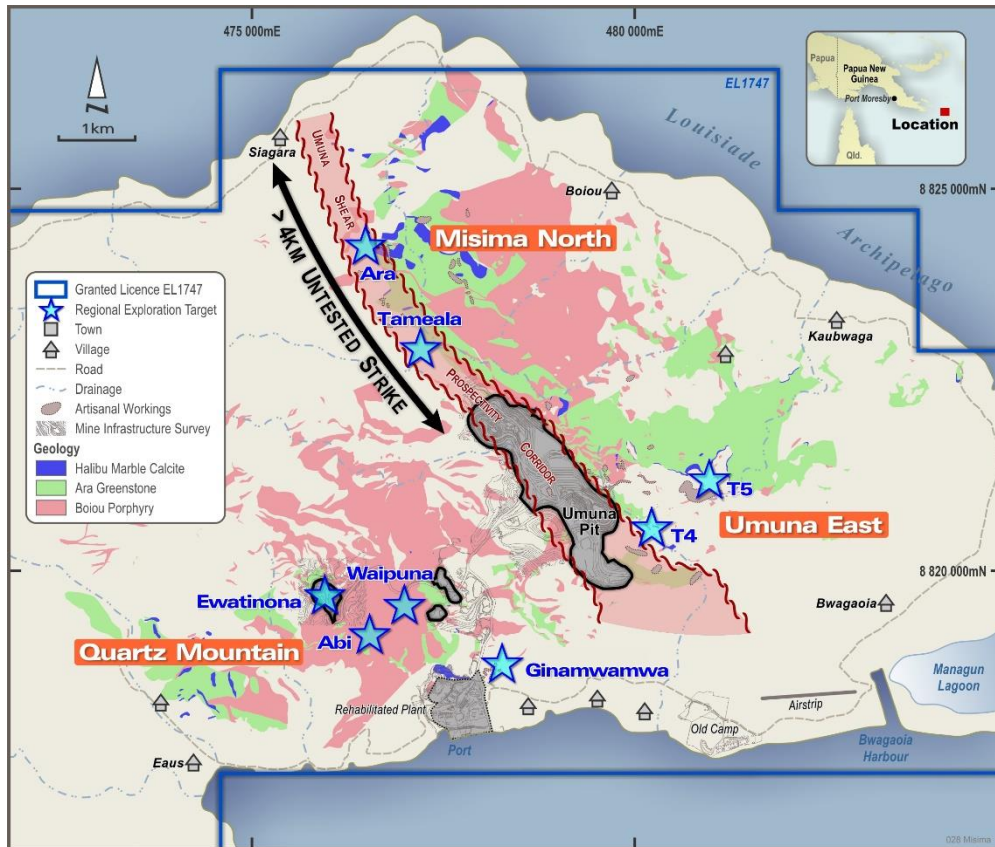 475 000mE
480 000mE
EL1747
Papua
Papua New
Guinea
Port Moresby
Location
Qld.
N
1km
Siagara
UMUNA
SHEAR
PROSPECTIVITY
CORRIDOR
> 4KM UNTESTED STRIKE
Louisiade
Archipelago
Boiou
8 825 000mN
Misima North
Ara
Tameala
Kaubwaga
Granted Licence EL1747
Regional Exploration Target
Town
Village
Road
Drainage
Artisanal Workings
Mine Infrastructure Survey
Geology
Halibu Marble Calcite
Ara Greenstone
Boiou Porphyry
T5
Umuna East
T4
Umuna
Pit
8 820 000mN
Waipuna
Ewatinona
Abi
Bwagaoia
Quartz Mountain
Ginamwamwa
Managun
Lagoon
Rehabilitated Plant
Airstrip
Old Camp
Port
Bwagaoia
Harbour
Eaus
028 Misima